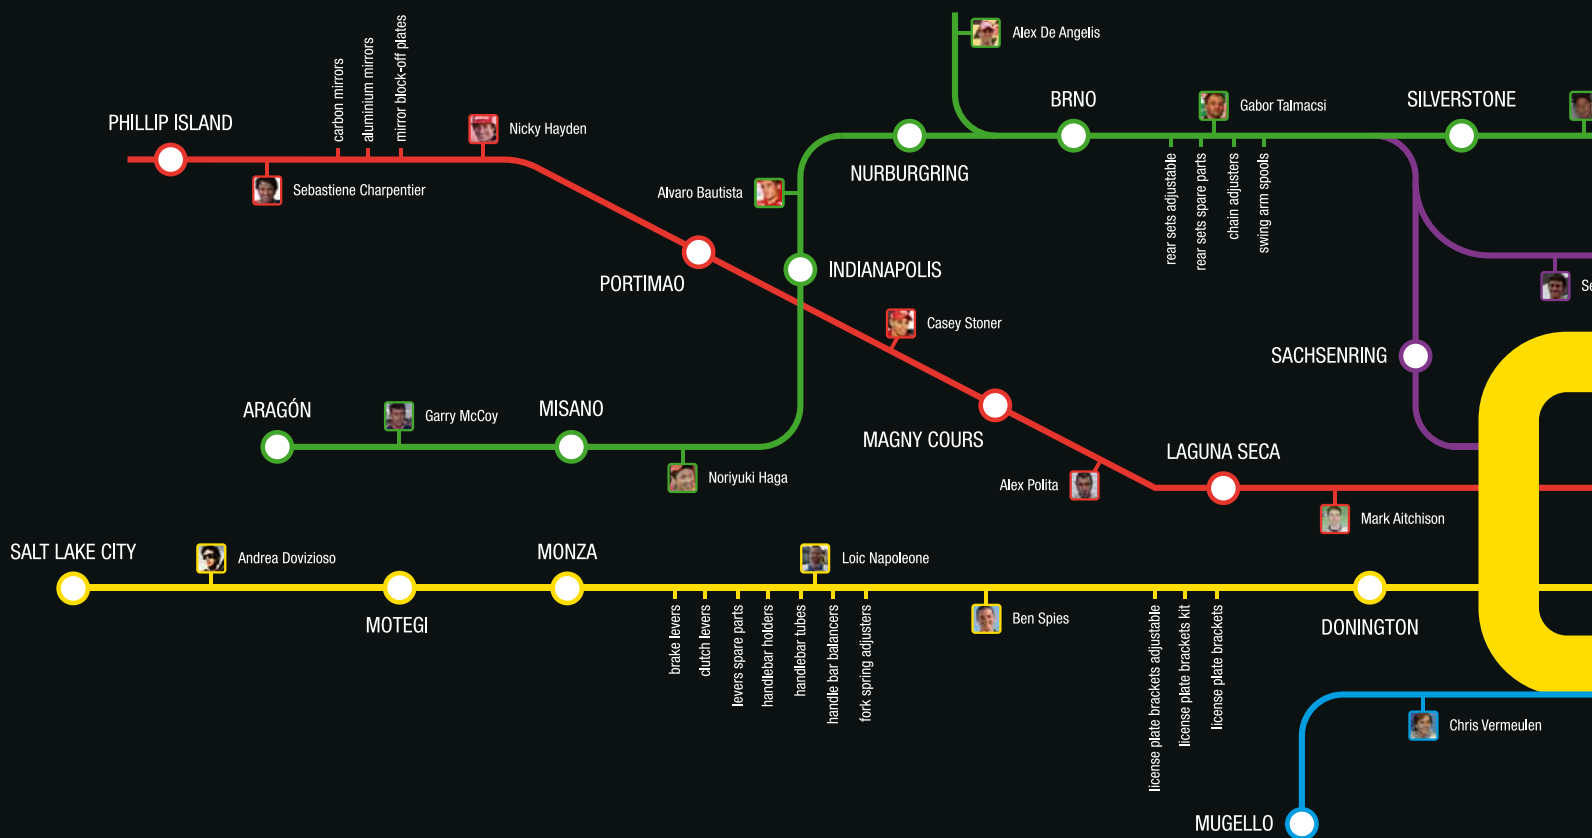 Alex De Angelis
carbon mirrors
aluminium mirrors
mirror block-off plates
PHILLIP ISLAND
Nicky Hayden
Sebastiene Charpentier
BRNO
Gabor Talmacsi
SILVERSTONE
NURBURGRING
Alvaro Bautista
rear sets adjustable
rear sets spare parts
chain adjusters
swing arm spools
PORTIMAO
INDIANAPOLIS
Se
Casey Stoner
SACHSENRING
ARAGÓN
Garry McCoy
MISANO
MAGNY COURS
LAGUNA SECA
Noriyuki Haga
Alex Polita
Mark Aitchison
SALT LAKE CITY
Andrea Dovizioso
MONZA
Loic Napoleone
MOTEGI
brake levers
clutch levers
levers spare parts
handlebar holders
handlebar tubes
handle bar balancers
fork spring adjusters
Ben Spies
license plate brackets adjustable
license plate brackets kit
license plate brackets
DONINGTON
Chris Vermeulen
MUGELLO